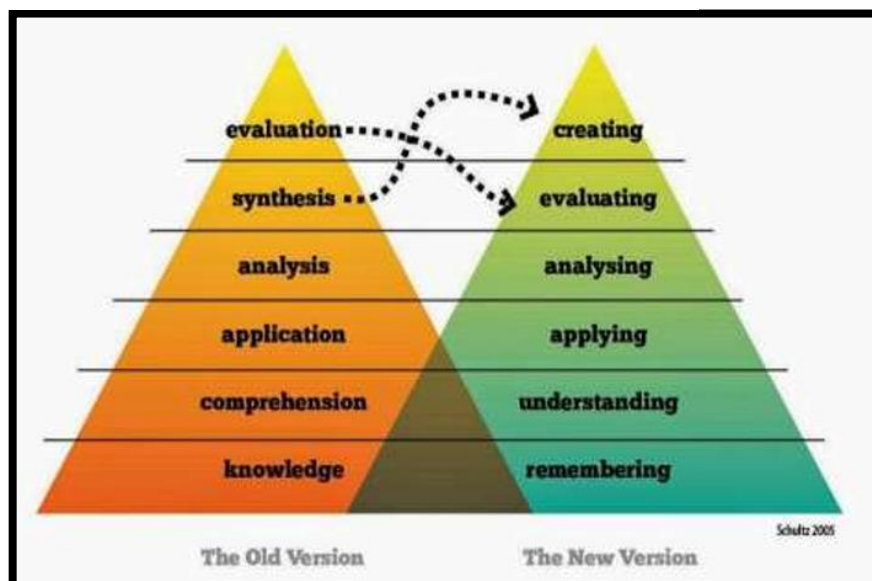 evaluation
creating
synthesis
evaluating
analysis
analysing
application
applying
comprehension
understanding
knowledge
remembering
Schultz 2005
The Old Version
The New Version